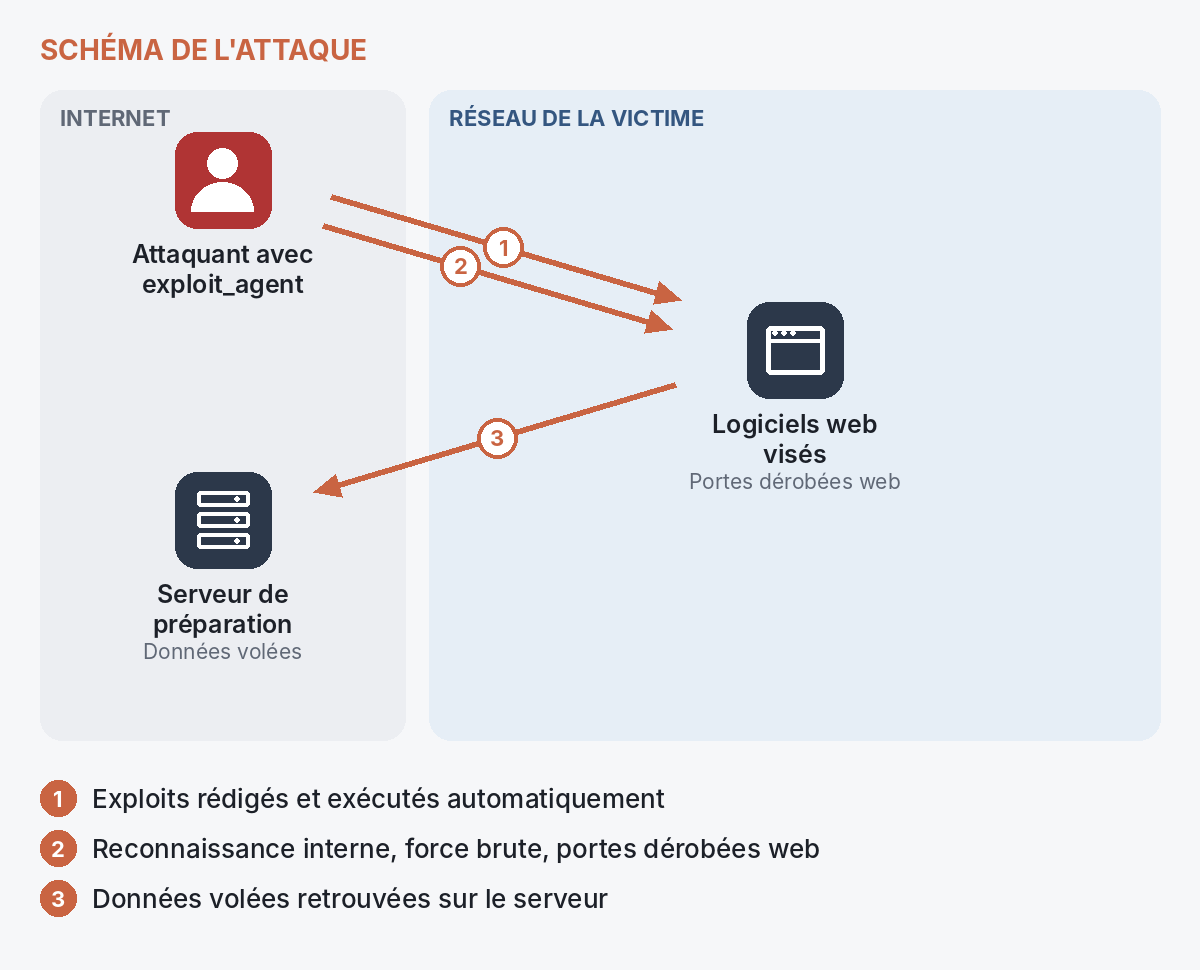 SCHÉMA DE L'ATTAQUE
INTERNET
Attaquant avec
exploit_agent
Serveur de
préparation
Données volées
RÉSEAU DE LA VICTIME
1
2
3
Logiciels web
visés
Portes dérobées web
1 Exploits rédigés et exécutés automatiquement
2 Reconnaissance interne, force brute, portes dérobées web
3 Données volées retrouvées sur le serveur